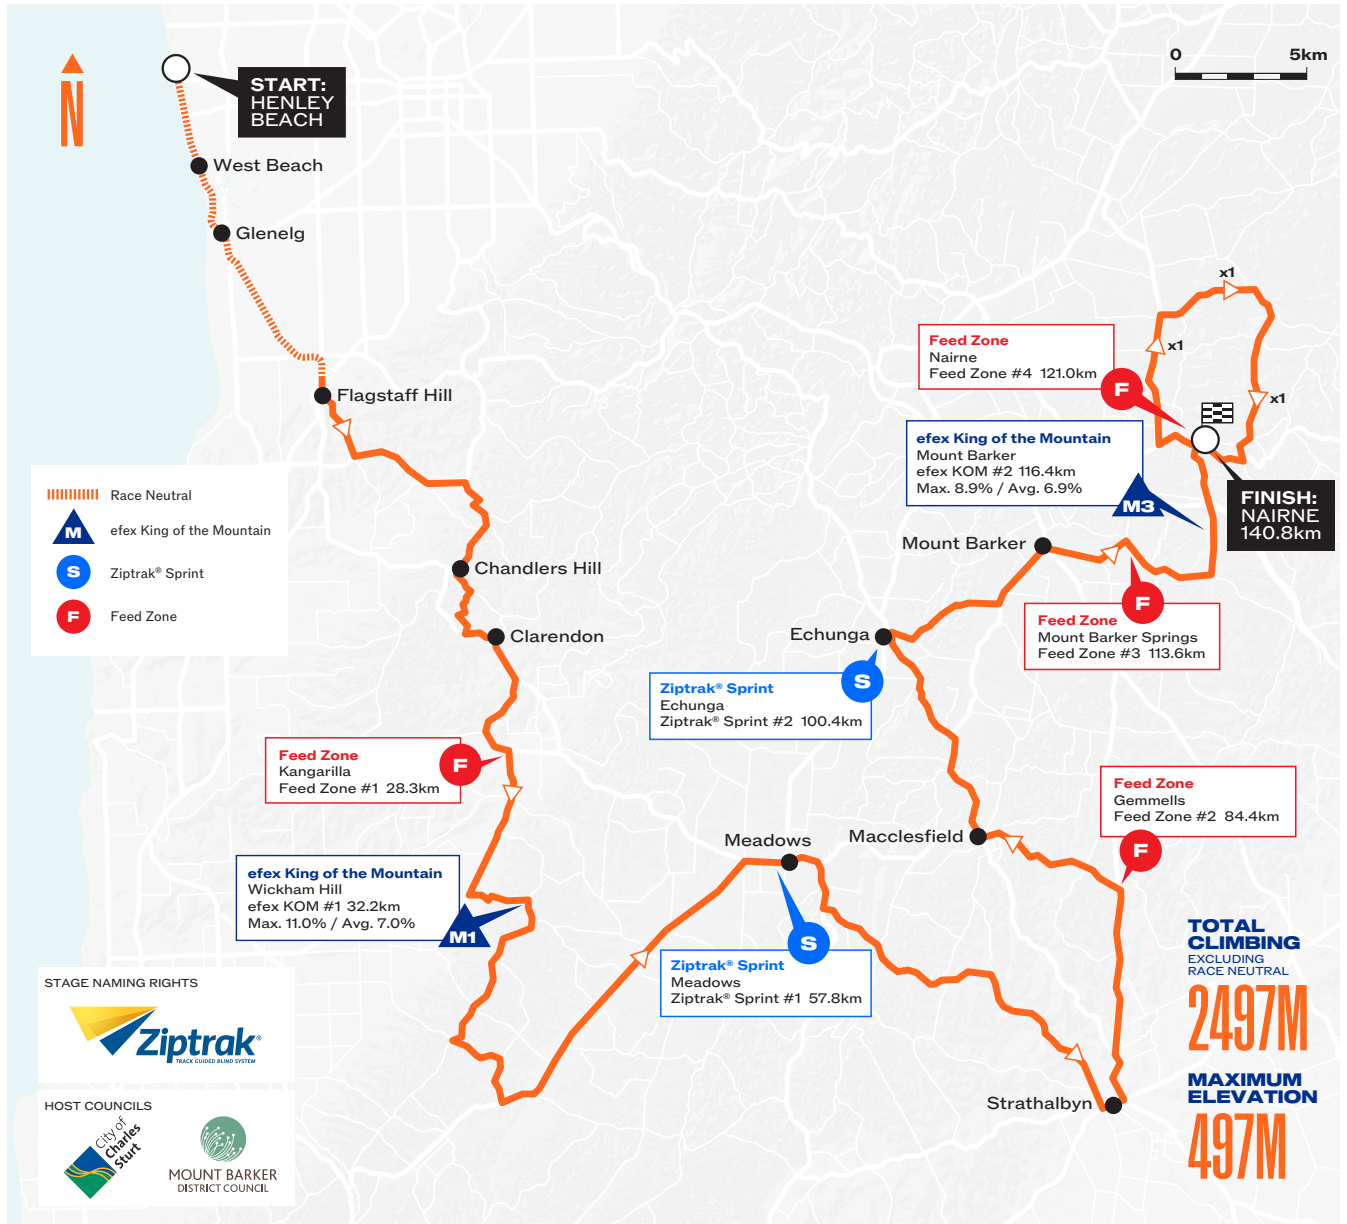 N
START:
HENLEY
BEACH
0 5km
West Beach
Glenelg
Flagstaff Hill
Race Neutral
M
efex King of the Mountain
S
Ziptrak® Sprint
F
Feed Zone
Chandlers Hill
Clarendon
x1
x1
x1
Feed Zone
Nairne
Feed Zone #4 121.0km
F
efex King of the Mountain
Mount Barker
efex KOM #2 116.4km
Max. 8.9% / Avg. 6.9%
M3
FINISH:
NAIRNE
140.8km
Mount Barker
F
Feed Zone
Mount Barker Springs
Feed Zone #3 113.6km
Echunga
S
Ziptrak® Sprint
Echunga
Ziptrak® Sprint #2 100.4km
Feed Zone
Kangarilla
Feed Zone #1 28.3km
F
Feed Zone
Gemmells
Feed Zone #2 84.4km
F
Meadows
Macclesfield
efex King of the Mountain
Wickham Hill
efex KOM #1 32.2km
Max. 11.0% / Avg. 7.0%
M1
S
Ziptrak® Sprint
Meadows
Ziptrak® Sprint #1 57.8km
Strathalbyn
TOTAL
CLIMBING
EXCLUDING
RACE NEUTRAL
2497M
MAXIMUM
ELEVATION
497M
STAGE NAMING RIGHTS
Ziptrak®
TRACK GUIDED BLIND SYSTEM
HOST COUNCILS
City of
Charles
Sturt
MOUNT BARKER
DISTRICT COUNCIL